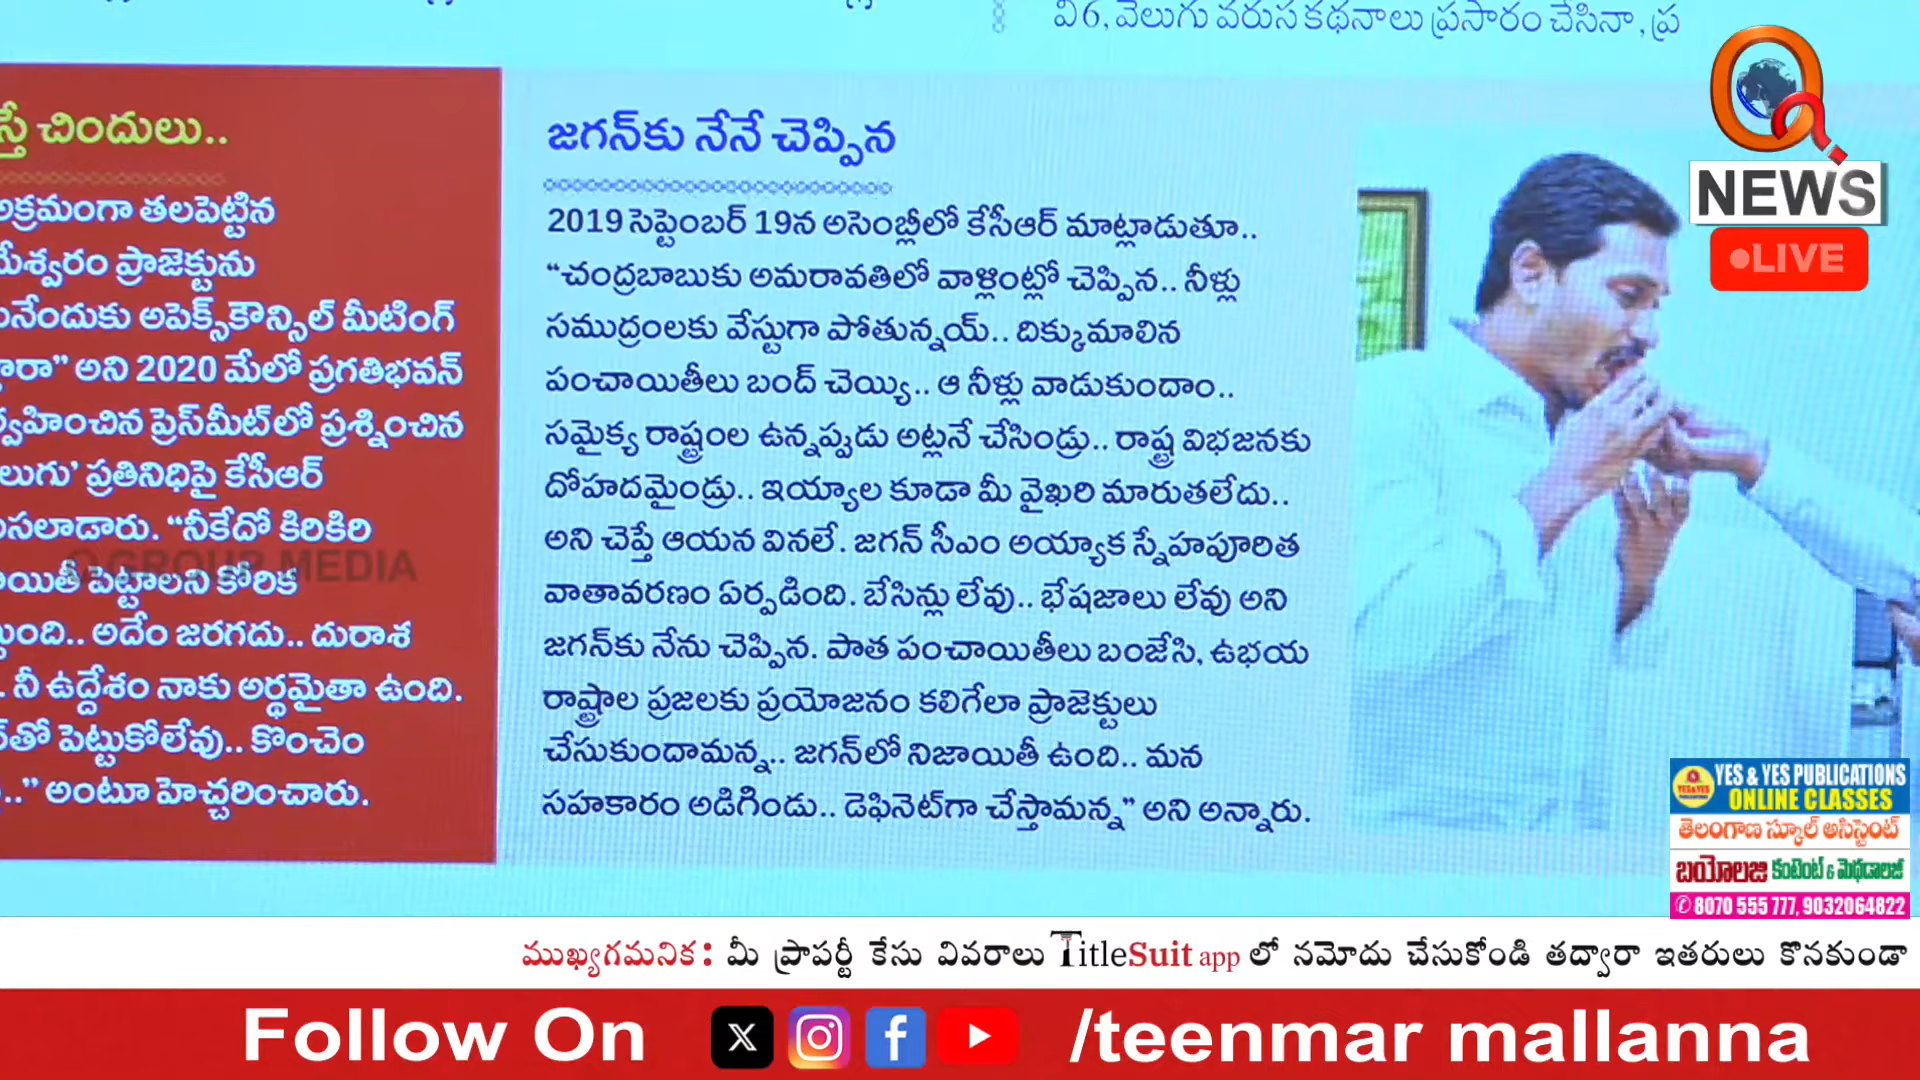 వీ6, వెలుగు వరుస కథనాలు ప్రసారం చేసినా, ప్ర
స్తే చిందులు..
అక్రమంగా తలపెట్టిన
మేశ్వరం ప్రాజెక్టును
నేందుకు అపెక్స్‌కౌన్సిల్ మీటింగ్
రా” అని 2020 మేలో ప్రగతిభవన్
ర్వహించిన ప్రెస్‌మీట్‌లో ప్రశ్నించిన
లుగు’ ప్రతినిధిపై కేసీఆర్
సలాడారు. “నీకేదో కిరికిరి
యితీ పెట్టాలని కోరిక
ఉంది.. అదేం జరగదు.. దురాశ
. నీ ఉద్దేశం నాకు అర్థమైతా ఉంది.
తో పెట్టుకోలేవు.. కొంచెం
..” అంటూ హెచ్చరించారు.
GROUP MEDIA
జగన్‌కు నేనే చెప్పిన
2019 సెప్టెంబర్ 19న అసెంబ్లీలో కేసీఆర్ మాట్లాడుతూ..
“చంద్రబాబుకు అమరావతిలో వాళ్లింట్లో చెప్పిన.. నీళ్లు
సముద్రంలకు వేస్టుగా పోతున్నయ్.. దిక్కుమాలిన
పంచాయితీలు బంద్ చెయ్యి.. ఆ నీళ్లు వాడుకుందాం..
సమైక్య రాష్ట్రంల ఉన్నప్పుడు అట్లనే చేసిండ్రు.. రాష్ట్ర విభజనకు
దోహదమైండ్రు.. ఇయ్యాల కూడా మీ వైఖరి మారుతలేదు..
అని చెప్తే ఆయన వినలే. జగన్ సీఎం అయ్యాక స్నేహపూరిత
వాతావరణం ఏర్పడింది. బేసిన్లు లేవు.. భేషజాలు లేవు అని
జగన్‌కు నేను చెప్పిన. పాత పంచాయితీలు బంజేసి, ఉభయ
రాష్ట్రాల ప్రజలకు ప్రయోజనం కలిగేలా ప్రాజెక్టులు
చేసుకుందామన్న.. జగన్‌లో నిజాయితీ ఉంది.. మన
సహకారం అడిగిండు.. డెఫినెట్‌గా చేస్తామన్న” అని అన్నారు.
Q
NEWS
LIVE
YES & YES PUBLICATIONS
ONLINE CLASSES
తెలంగాణ స్కూల్ అసిస్టెంట్
బయోలజి కంటెంట్ & మెథడాలజీ
8070 555 777, 9032064822
ముఖ్యగమనిక: మీ ప్రాపర్టీ కేసు వివరాలు TitleSuit app లో నమోదు చేసుకోండి తద్వారా ఇతరులు కొనకుండా
Follow On /teenmar mallanna